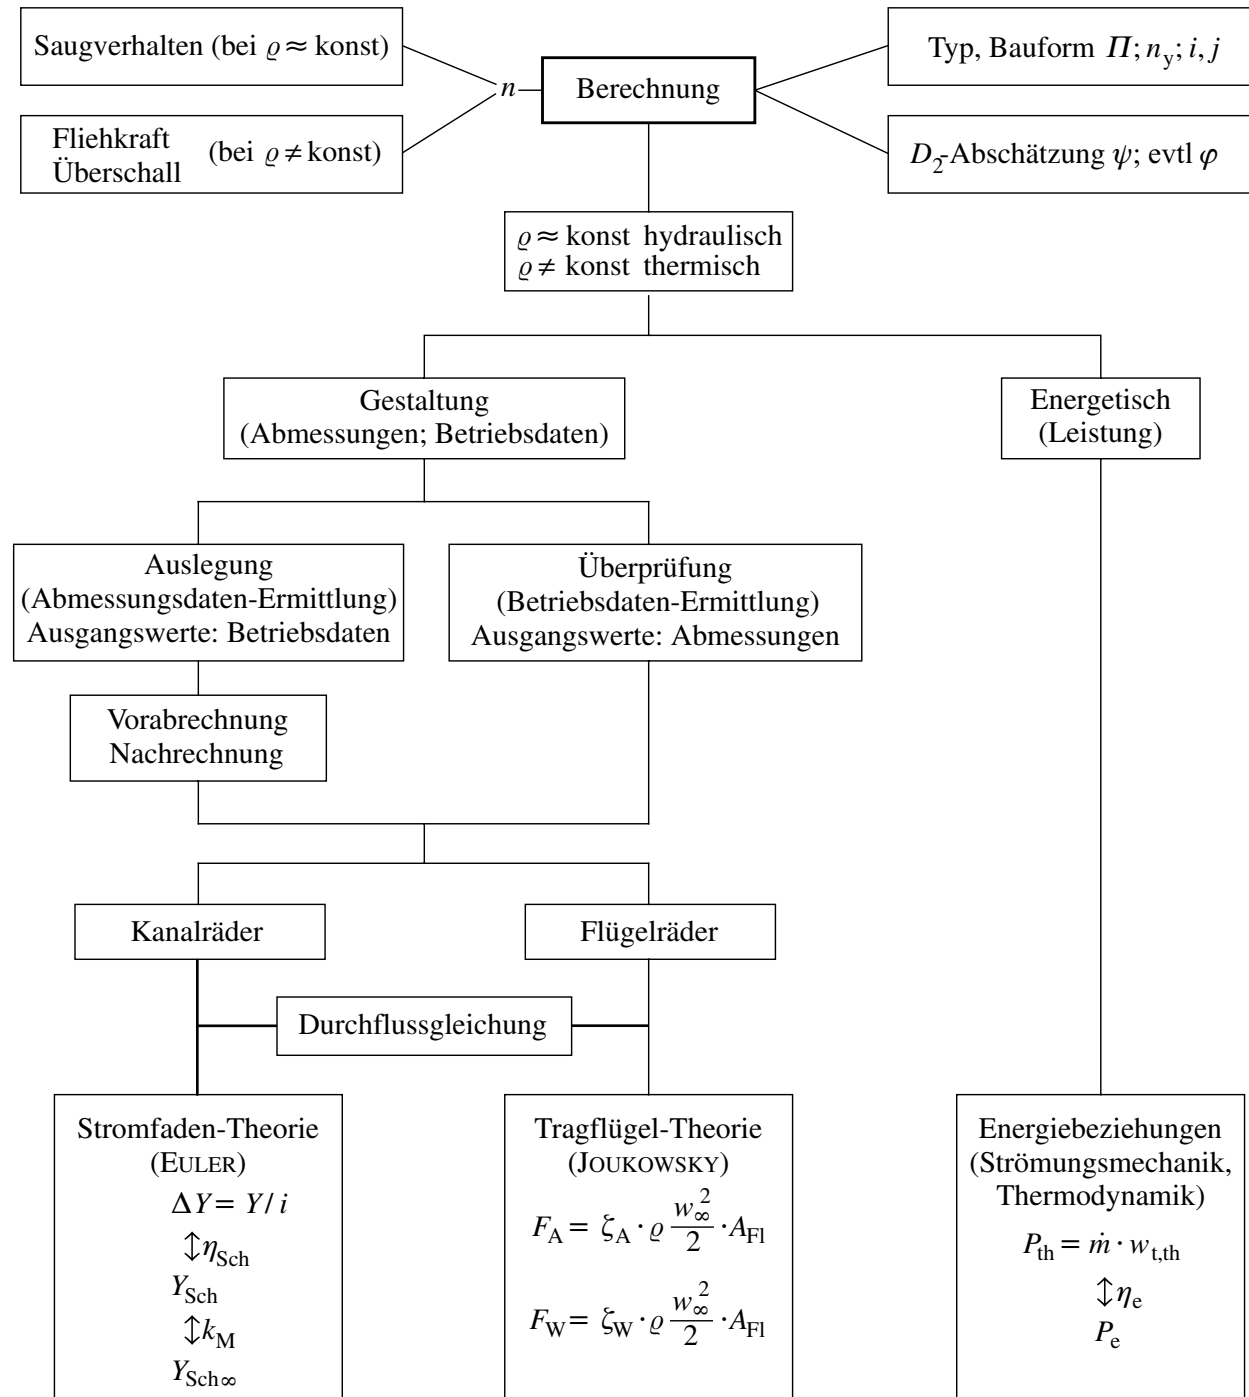 Saugverhalten (bei ϱ ≈ konst)
n
Berechnung
Typ, Bauform Π; n_y; i, j
Fliehkraft
Überschall
(bei ϱ ≠ konst)
D_2-Abschätzung ψ; evtl φ
ϱ ≈ konst hydraulisch
ϱ ≠ konst thermisch
Gestaltung
(Abmessungen; Betriebsdaten)
Energetisch
(Leistung)
Auslegung
(Abmessungsdaten-Ermittlung)
Ausgangswerte: Betriebsdaten
Überprüfung
(Betriebsdaten-Ermittlung)
Ausgangswerte: Abmessungen
Vorabrechnung
Nachrechnung
Kanalräder
Flügelräder
Durchflussgleichung
Stromfaden-Theorie
(EULER)
ΔY = Y/i
↕η_Sch
Y_Sch
↕k_M
Y_Sch∞
Tragflügel-Theorie
(JOUKOWSKY)
F_A = ζ_A · ϱ w_∞^2/2 · A_Fl
F_W = ζ_W · ϱ w_∞^2/2 · A_Fl
Energiebeziehungen
(Strömungsmechanik,
Thermodynamik)
P_th = ṁ · w_t,th
↕η_e
P_e